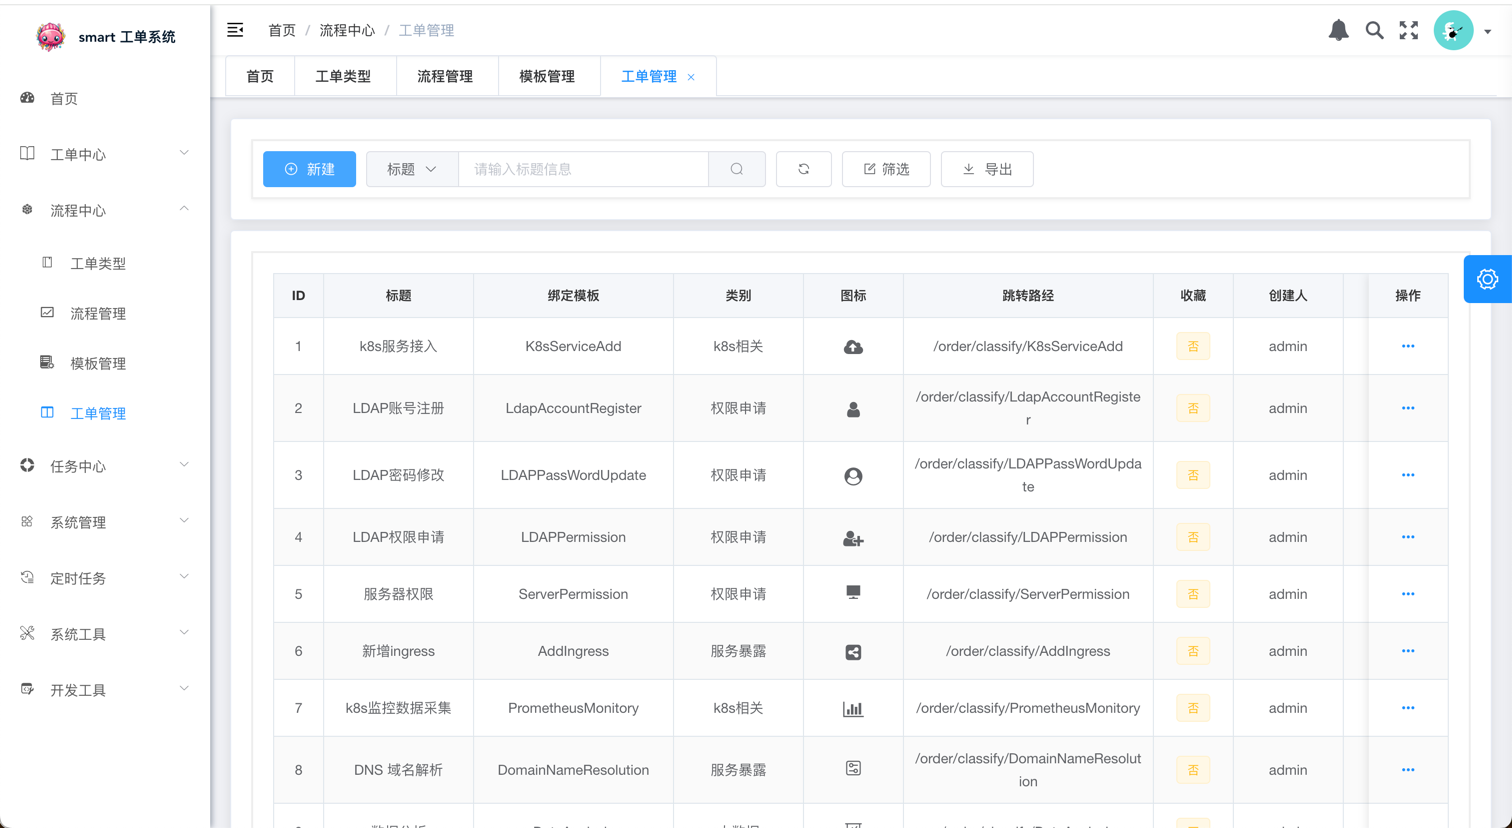 smart 工单系统
首页 / 流程中心 / 工单管理
首页
工单类型
流程管理
模板管理
工单管理 ×
首页
工单中心
流程中心
工单类型
流程管理
模板管理
工单管理
任务中心
系统管理
定时任务
系统工具
开发工具
新建
标题
请输入标题信息
筛选
导出
ID 标题 绑定模板 类别 图标 跳转路经 收藏 创建人 操作
1 k8s服务接入 K8sServiceAdd k8s相关 /order/classify/K8sServiceAdd 否 admin
2 LDAP账号注册 LdapAccountRegister 权限申请 /order/classify/LdapAccountRegiste 否 admin
r
3 LDAP密码修改 LDAPPassWordUpdate 权限申请 /order/classify/LDAPPassWordUpda 否 admin
te
4 LDAP权限申请 LDAPPermission 权限申请 /order/classify/LDAPPermission 否 admin
5 服务器权限 ServerPermission 权限申请 /order/classify/ServerPermission 否 admin
6 新增ingress AddIngress 服务暴露 /order/classify/AddIngress 否 admin
7 k8s监控数据采集 PrometheusMonitory k8s相关 /order/classify/PrometheusMonitory 否 admin
8 DNS 域名解析 DomainNameResolution 服务暴露 /order/classify/DomainNameResolut 否 admin
ion